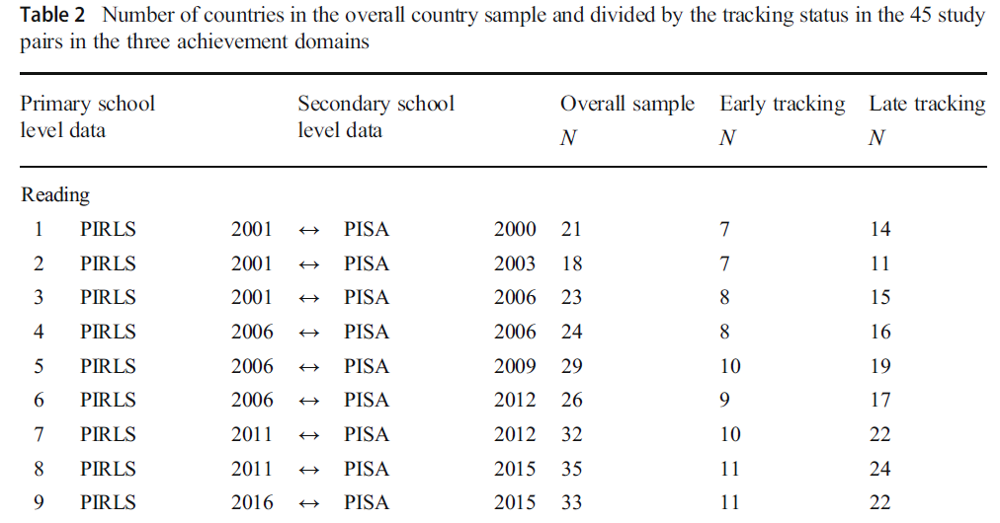 Table 2 Number of countries in the overall country sample and divided by the tracking status in the 45 study
pairs in the three achievement domains
Primary school level data Secondary school level data Overall sample N Early tracking N Late tracking N
Reading
1 PIRLS 2001 ↔ PISA 2000 21 7 14
2 PIRLS 2001 ↔ PISA 2003 18 7 11
3 PIRLS 2001 ↔ PISA 2006 23 8 15
4 PIRLS 2006 ↔ PISA 2006 24 8 16
5 PIRLS 2006 ↔ PISA 2009 29 10 19
6 PIRLS 2006 ↔ PISA 2012 26 9 17
7 PIRLS 2011 ↔ PISA 2012 32 10 22
8 PIRLS 2011 ↔ PISA 2015 35 11 24
9 PIRLS 2016 ↔ PISA 2015 33 11 22